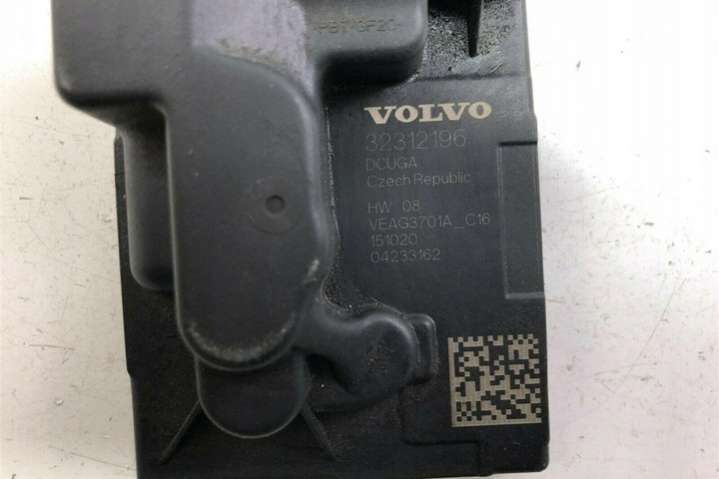 VOLVO
32312196
DCUGA
Czech Republic
HW 08
VEAG3701A_C16
151020
04233162